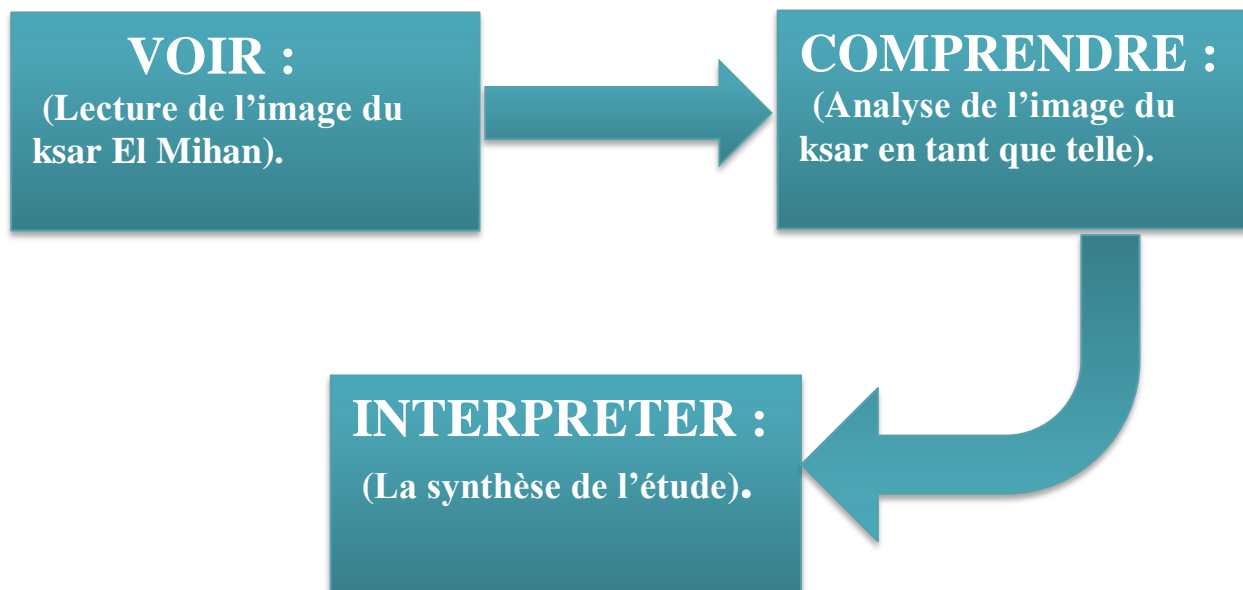 VOIR :
(Lecture de l’image du
ksar El Mihan).
COMPRENDRE :
(Analyse de l’image du
ksar en tant que telle).
INTERPRETER :
(La synthèse de l’étude).